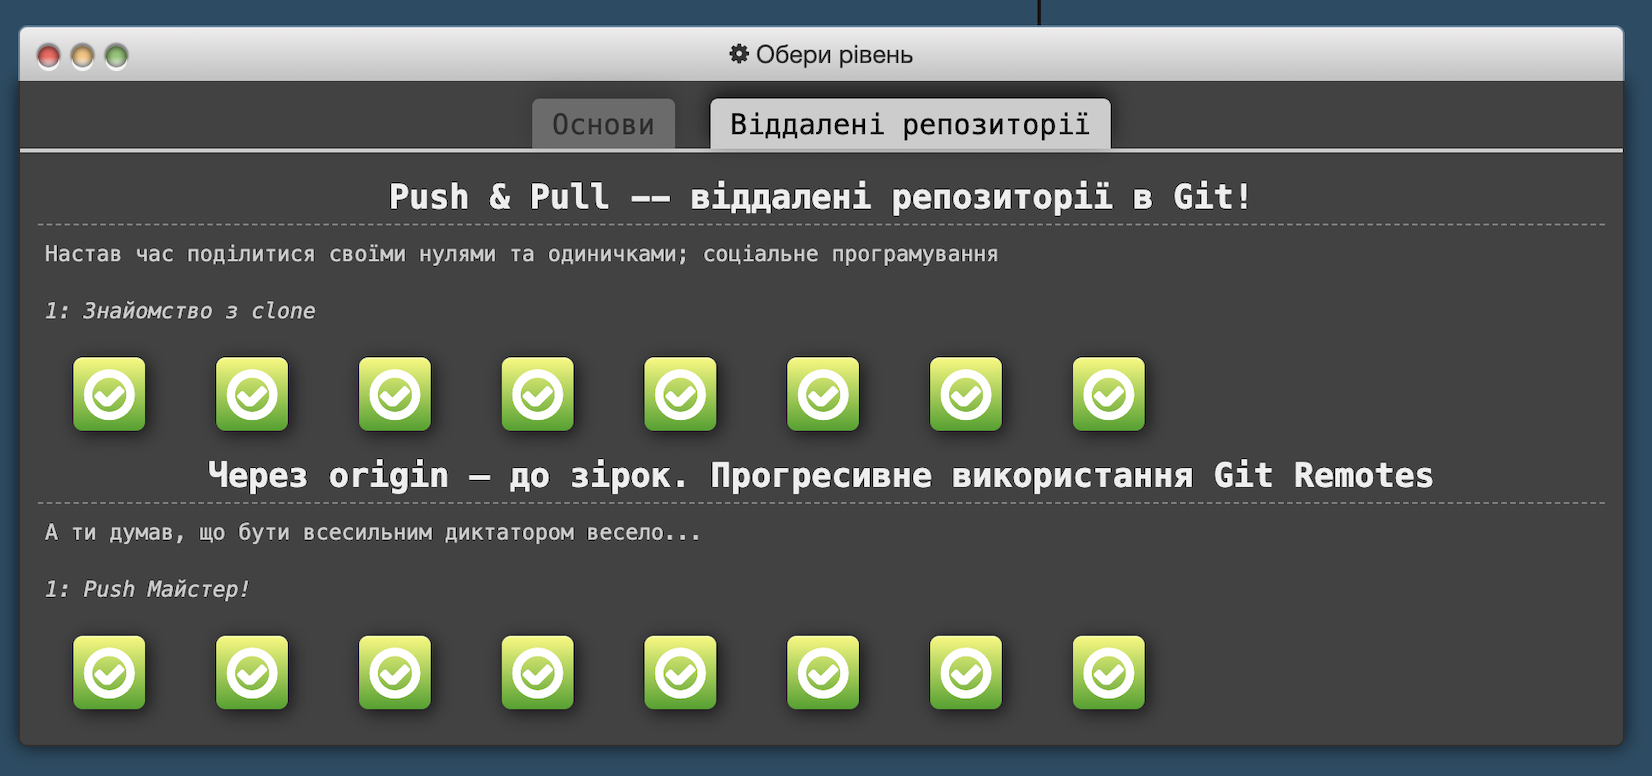 Обери рівень
Основи
Віддалені репозиторії
Push & Pull –– віддалені репозиторії в Git!
Настав час поділитися своїми нулями та одиничками; соціальне програмування
1: Знайомство з clone
Через origin – до зірок. Прогресивне використання Git Remotes
А ти думав, що бути всесильним диктатором весело...
1: Push Майстер!